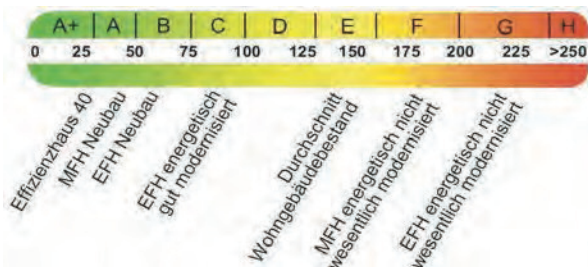 A+ A B C D E F G H
0 25 50 75 100 125 150 175 200 225 >250
Effizienzhaus 40
MFH Neubau
EFH Neubau
EFH energetisch
gut modernisiert
Durchschnitt
Wohngebäudebestand
MFH energetisch nicht
wesentlich modernisiert
EFH energetisch nicht
wesentlich modernisiert